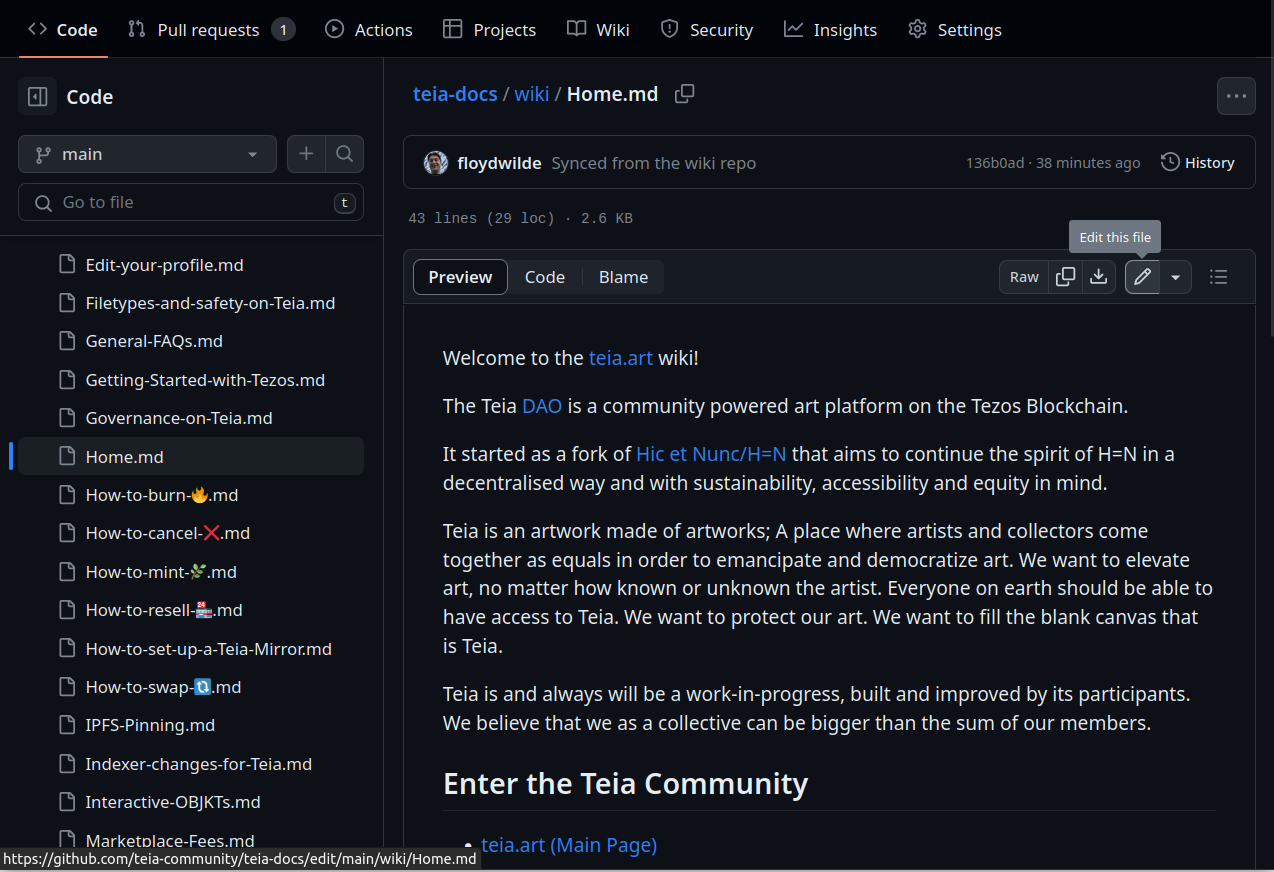 Code
Pull requests 1
Actions
Projects
Wiki
Security
Insights
Settings
Code
main
Go to file
t
Edit-your-profile.md
Filetypes-and-safety-on-Teia.md
General-FAQs.md
Getting-Started-with-Tezos.md
Governance-on-Teia.md
Home.md
How-to-burn-🔥.md
How-to-cancel-❌.md
How-to-mint-🌿.md
How-to-resell-🏪.md
How-to-set-up-a-Teia-Mirror.md
How-to-swap-🔃.md
IPFS-Pinning.md
Indexer-changes-for-Teia.md
Interactive-OBJKTs.md
Marketplace-Fees.md
https://github.com/teia-community/teia-docs/edit/main/wiki/Home.md
teia-docs / wiki / Home.md
floydwilde Synced from the wiki repo
136b0ad · 38 minutes ago
History
43 lines (29 loc) · 2.6 KB
Edit this file
Preview
Code
Blame
Raw
Welcome to the teia.art wiki!
The Teia DAO is a community powered art platform on the Tezos Blockchain.
It started as a fork of Hic et Nunc/H=N that aims to continue the spirit of H=N in a
decentralised way and with sustainability, accessibility and equity in mind.
Teia is an artwork made of artworks; A place where artists and collectors come
together as equals in order to emancipate and democratize art. We want to elevate
art, no matter how known or unknown the artist. Everyone on earth should be able to
have access to Teia. We want to protect our art. We want to fill the blank canvas that
is Teia.
Teia is and always will be a work-in-progress, built and improved by its participants.
We believe that we as a collective can be bigger than the sum of our members.
Enter the Teia Community
• teia.art (Main Page)